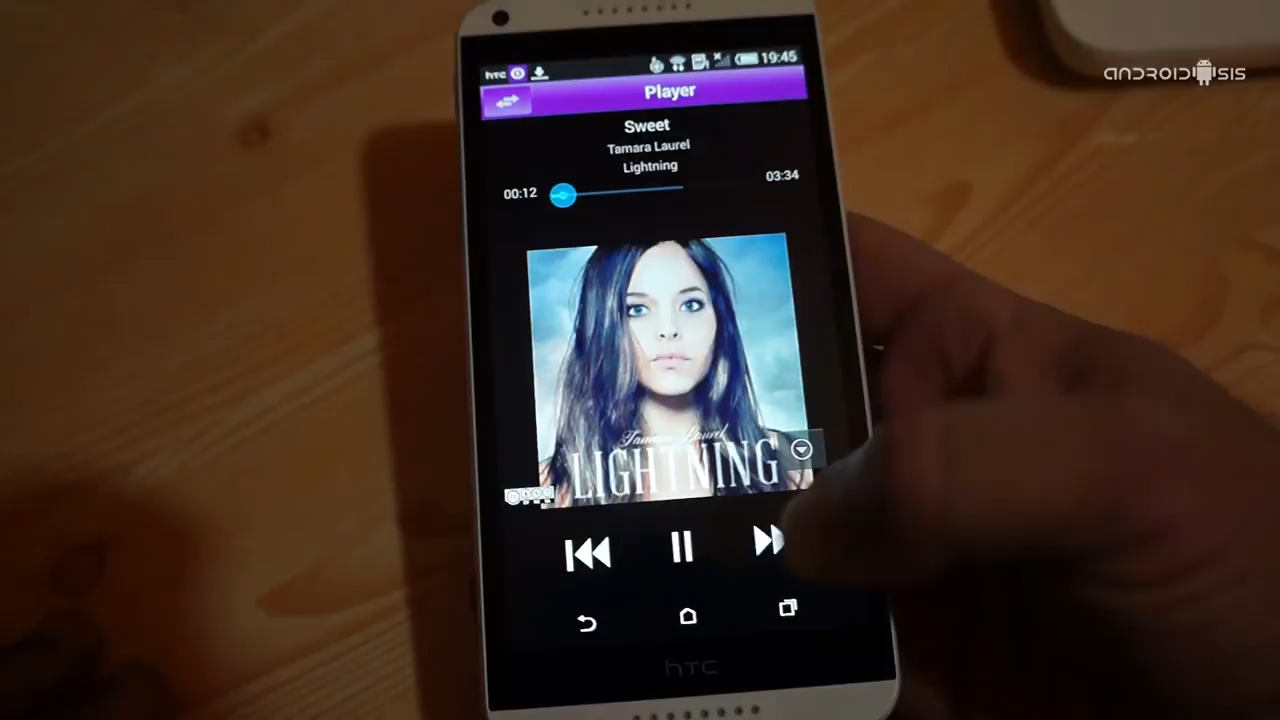 ANDROIDSIS
htc 19:45
Player
Sweet
Tamara Laurel
Lightning
00:12 03:34
Tamara Laurel
LIGHTNING
hTC